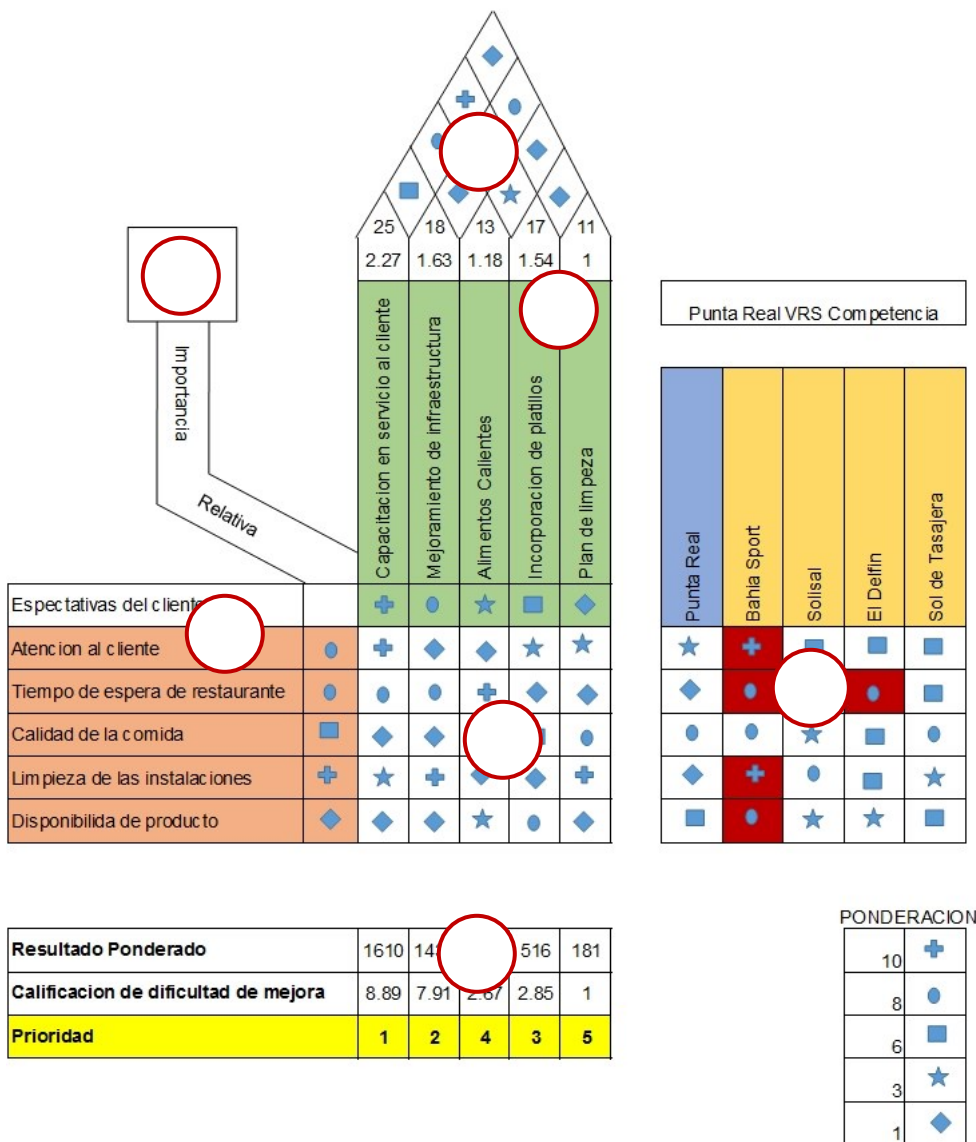 25 18 13 17 11
2.27 1.63 1.18 1.54 1
Capacitacion en servicio al cliente
Mejoramiento de infraestructura
Alimentos Calientes
Incorporacion de platillos
Plan de limpeza
Importancia
Relativa
Punta Real VRS Competencia
Punta Real
Bahia Sport
Solisal
El Delfin
Sol de Tasajera
Espectativas del cliente
Atencion al cliente
Tiempo de espera de restaurante
Calidad de la comida
Limpieza de las instalaciones
Disponibilida de producto
Resultado Ponderado 1610 516 181
Calificacion de dificultad de mejora 8.89 7.91 2.67 2.85 1
Prioridad 1 2 4 3 5
PONDERACION
10
8
6
3
1